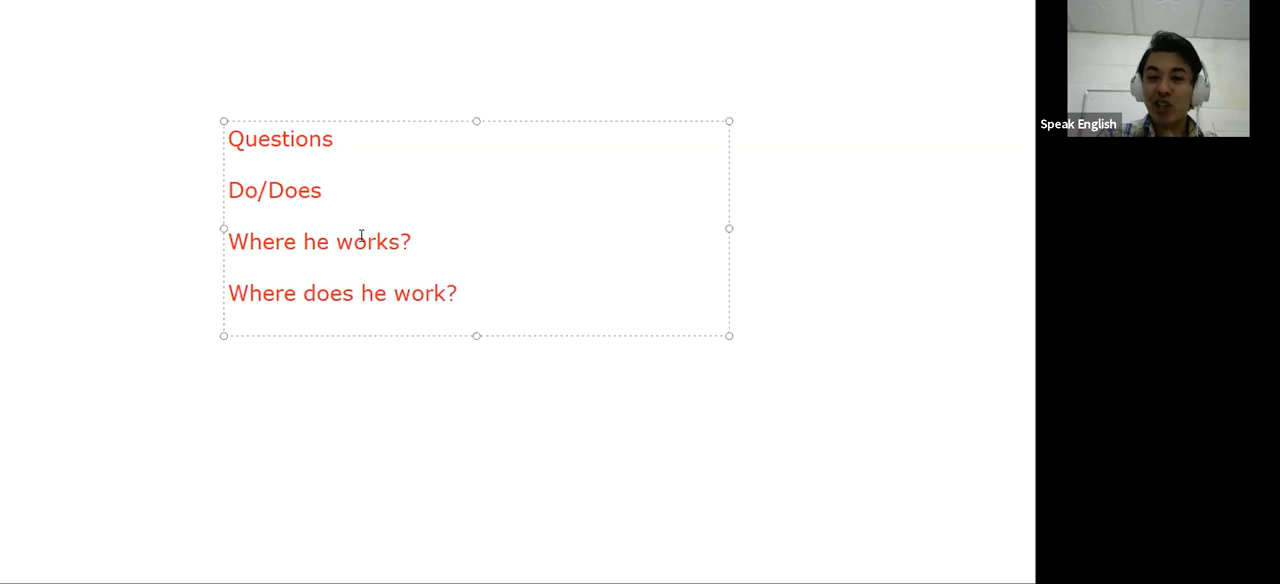 Questions
Do/Does
Where he works?
Where does he work?
Speak English